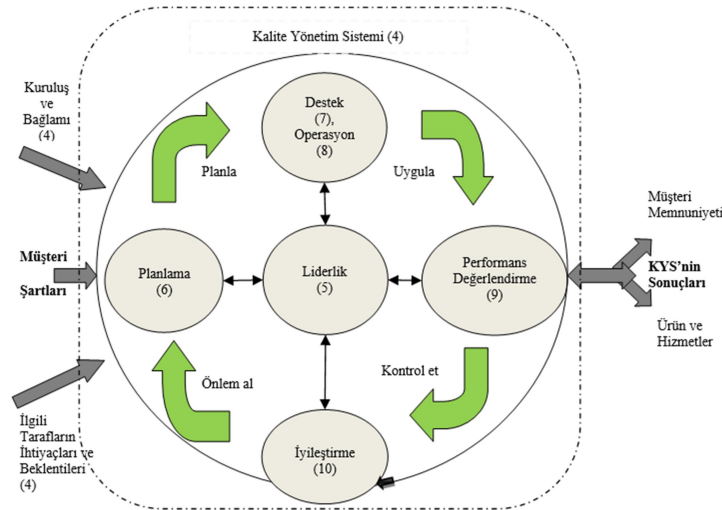 Kalite Yönetim Sistemi (4)
Kuruluş
ve
Bağlamı
(4)
Destek
(7),
Operasyon
(8)
Planla
Uygula
Müşteri
Memnuniyeti
Müşteri
Şartları
Planlama
(6)
Liderlik
(5)
Performans
Değerlendirme
(9)
KYS’nin
Sonuçları
Ürün ve
Hizmetler
Önlem al
Kontrol et
İlgili
Tarafların
İhtiyaçları ve
Beklentileri
(4)
İyileştirme
(10)